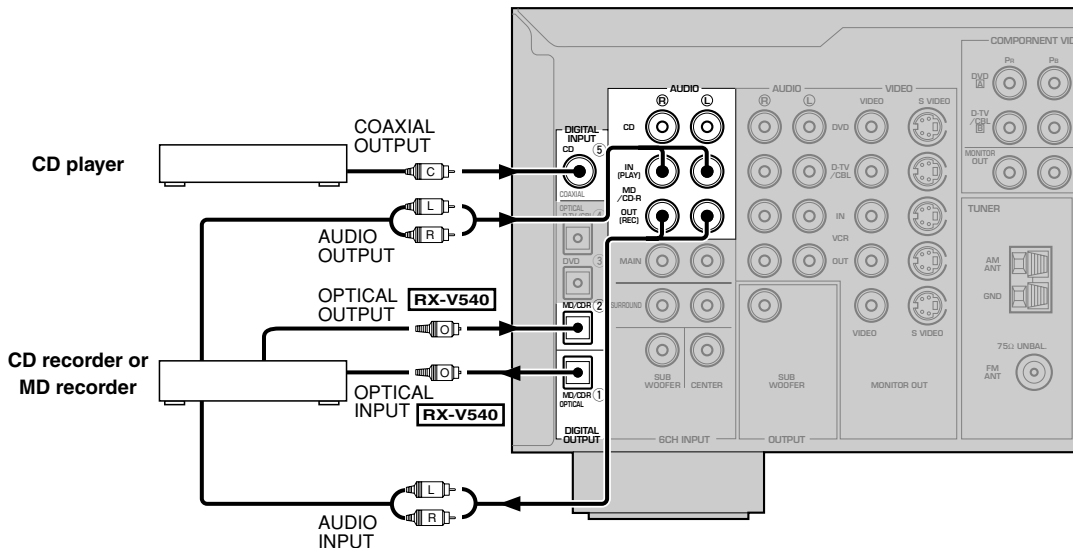 CD player
COAXIAL
OUTPUT
C
L
R
AUDIO
OUTPUT
OPTICAL
OUTPUT
RX-V540
O
CD recorder or
MD recorder
O
OPTICAL
INPUT
RX-V540
L
R
AUDIO
INPUT
DIGITAL
INPUT
CD
5
COAXIAL
OPTICAL
D-TV/CBL
4
DVD
3
MD/CD-R
2
MD/CD-R
1
OPTICAL
DIGITAL
OUTPUT
AUDIO
R L
CD
IN
(PLAY)
MD
/CD-R
OUT
(REC)
MAIN
SURROUND
SUB
WOOFER
CENTER
6CH INPUT
AUDIO
R L
SUB
WOOFER
OUTPUT
VIDEO
VIDEO S VIDEO
DVD
D-TV
/CBL
IN
VCR
OUT
VIDEO S VIDEO
MONITOR OUT
COMPORNENT VID
PR PB
DVD
A
D-TV
/CBL
B
MONITOR
OUT
TUNER
AM
ANT
GND
75Ω UNBAL.
FM
ANT